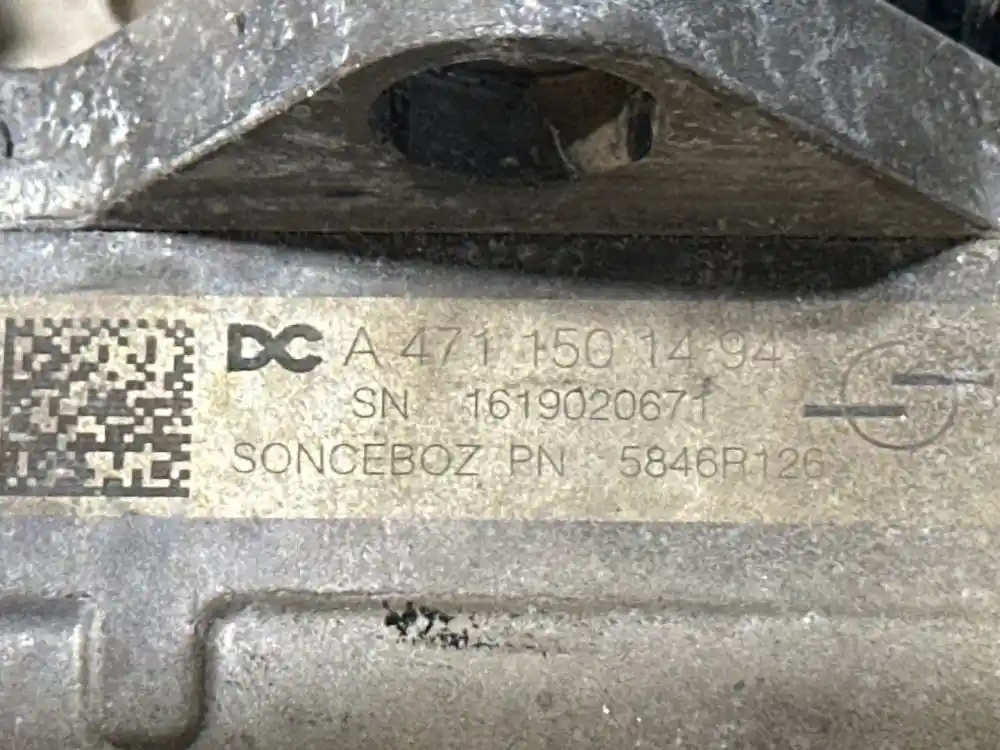 DC A 471 150 14 94
SN 1619020671
SONCEBOZ PN 5846R126